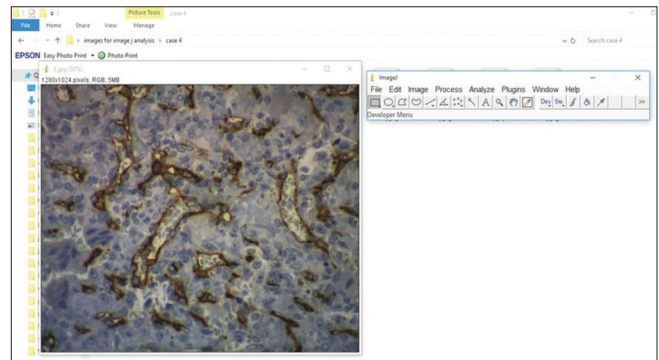 Picture Tools case 4
File Home Share View Manage
images for image j analysis › case 4
Search case 4
EPSON Easy Photo Print Photo Print
3.jpg (50%)
1280x1024 pixels; RGB; 5MB
ImageJ
File Edit Image Process Analyze Plugins Window Help
A Dev >>
Developer Menu